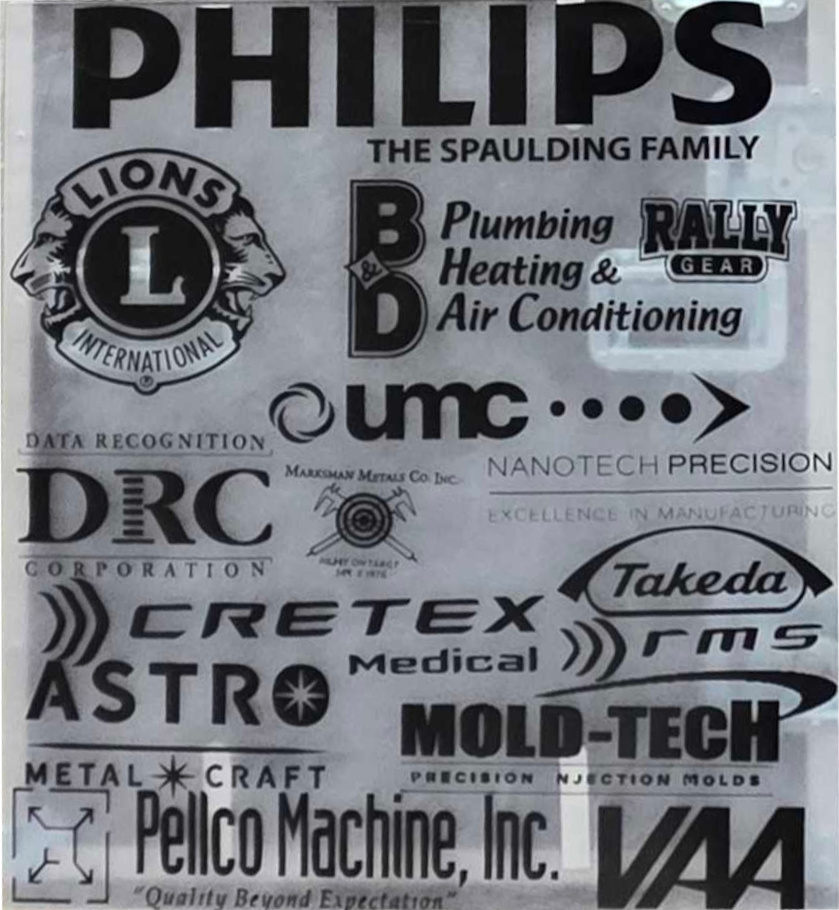 PHILIPS
THE SPAULDING FAMILY
LIONS
L
INTERNATIONAL
®
B & D
Plumbing
Heating &
Air Conditioning
RALLY
GEAR
umc
DATA RECOGNITION
DRC
CORPORATION
MARKSMAN METALS CO. INC.
NANOTECH PRECISION
EXCELLENCE IN MANUFACTURING
Takeda
CRETEX
Medical
rms
ASTRO
METAL CRAFT
MOLD-TECH
PRECISION NJECTION MOLDS
Pellco Machine, Inc.
"Quality Beyond Expectation"
VAA